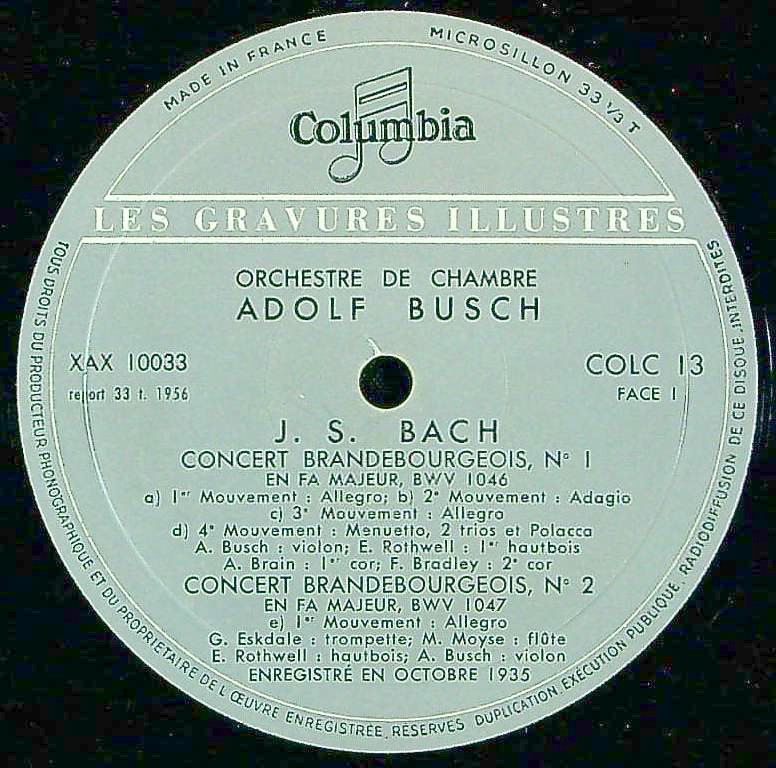 MADE IN FRANCE
MICROSILLON 33 1/3 T
Columbia
LES GRAVURES ILLUSTRES
ORCHESTRE DE CHAMBRE
ADOLF BUSCH
XAX 10033
report 33 t. 1956
COLC 13
FACE 1
J. S. BACH
CONCERT BRANDEBOURGEOIS, N° 1
EN FA MAJEUR, BWV 1046
a) 1er Mouvement : Allegro; b) 2e Mouvement : Adagio
c) 3e Mouvement : Allegro
d) 4e Mouvement : Menuetto, 2 trios et Polacca
A. Busch : violon; E. Rothwell : 1er hautbois
A. Brain : 1er cor; F. Bradley : 2e cor
CONCERT BRANDEBOURGEOIS, N° 2
EN FA MAJEUR, BWV 1047
e) 1er Mouvement : Allegro
G. Eskdale : trompette; M. Moyse : flûte
E. Rothwell : hautbois; A. Busch : violon
ENREGISTRÉ EN OCTOBRE 1935
TOUS DROITS DU PRODUCTEUR PHONOGRAPHIQUE ET DU PROPRIETAIRE DE L'ŒUVRE ENREGISTRÉE, RÉSERVES DUPLICATION, EXÉCUTION PUBLIQUE, RADIODIFFUSION DE CE DISQUE, INTERDITES